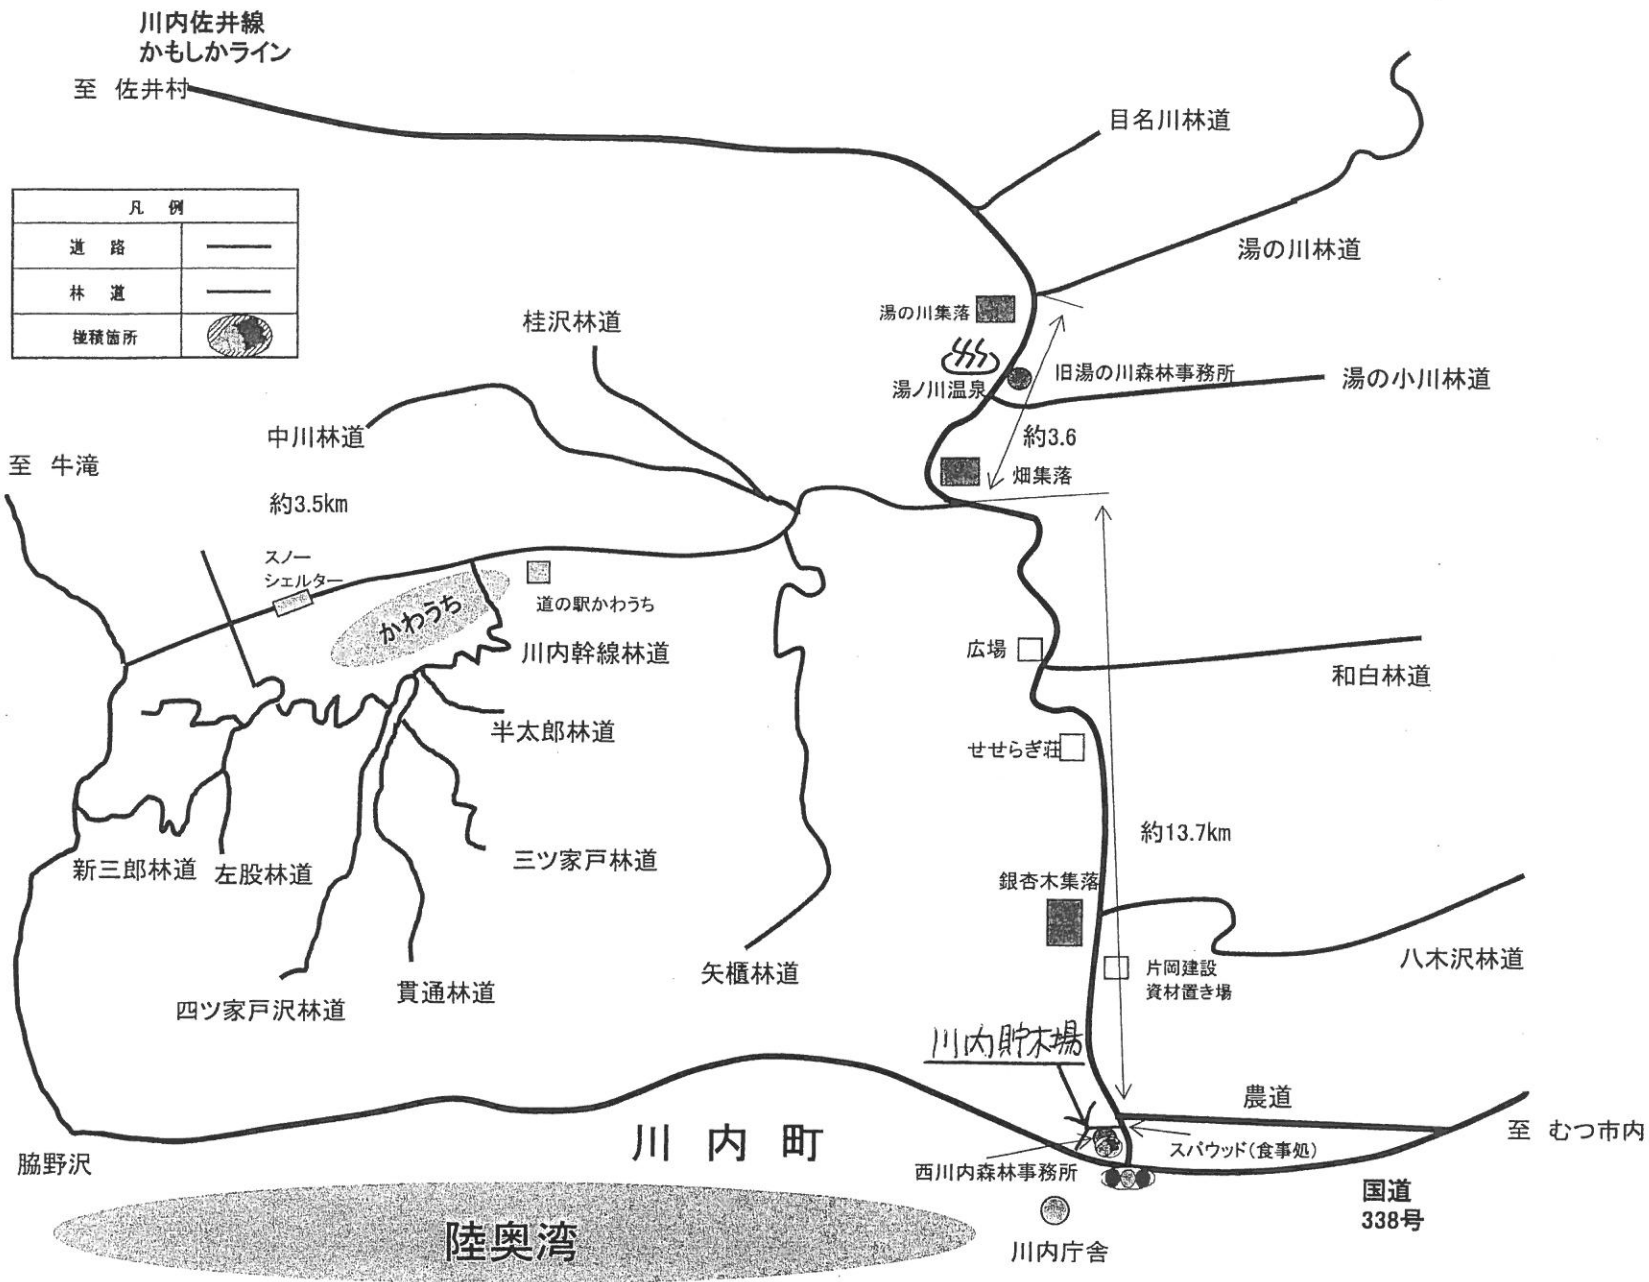 川内佐井線
かもしかライン
至 佐井村
目名川林道
凡 例
道 路
林 道
椪積箇所
湯の川林道
湯の川集落
桂沢林道
湯ノ川温泉
旧湯の川森林事務所
湯の小川林道
中川林道
約3.6
至 牛滝
畑集落
約3.5km
スノー
シェルター
道の駅かわうち
かわうち
川内幹線林道
広場
和白林道
半太郎林道
せせらぎ荘
約13.7km
新三郎林道
左股林道
三ツ家戸林道
銀杏木集落
矢櫃林道
八木沢林道
片岡建設
資材置き場
四ツ家戸沢林道
貫通林道
川内貯木場
農道
川内町
至 むつ市内
スパウッド(食事処)
脇野沢
西川内森林事務所
国道
338号
陸奥湾
川内庁舎